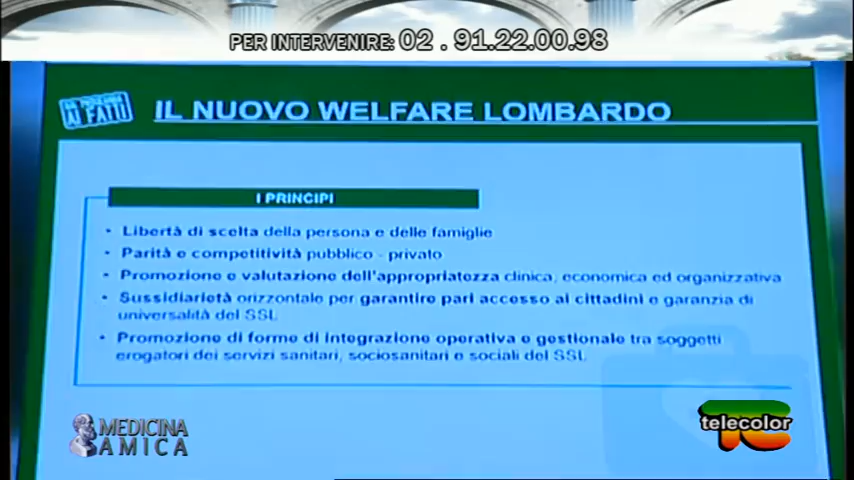 PER INTERVENIRE: 02 . 91.22.00.98
AI FATTI
IL NUOVO WELFARE LOMBARDO
I PRINCIPI
• Libertà di scelta della persona e delle famiglie
• Parità e competitività pubblico - privato
• Promozione e valutazione dell'appropriatezza clinica, economica ed organizzativa
• Sussidiarietà orizzontale per garantire pari accesso ai cittadini e garanzia di
universalità del SSL
• Promozione di forme di integrazione operativa e gestionale tra soggetti
erogatori dei servizi sanitari, sociosanitari e sociali del SSL
MEDICINA
AMICA
telecolor